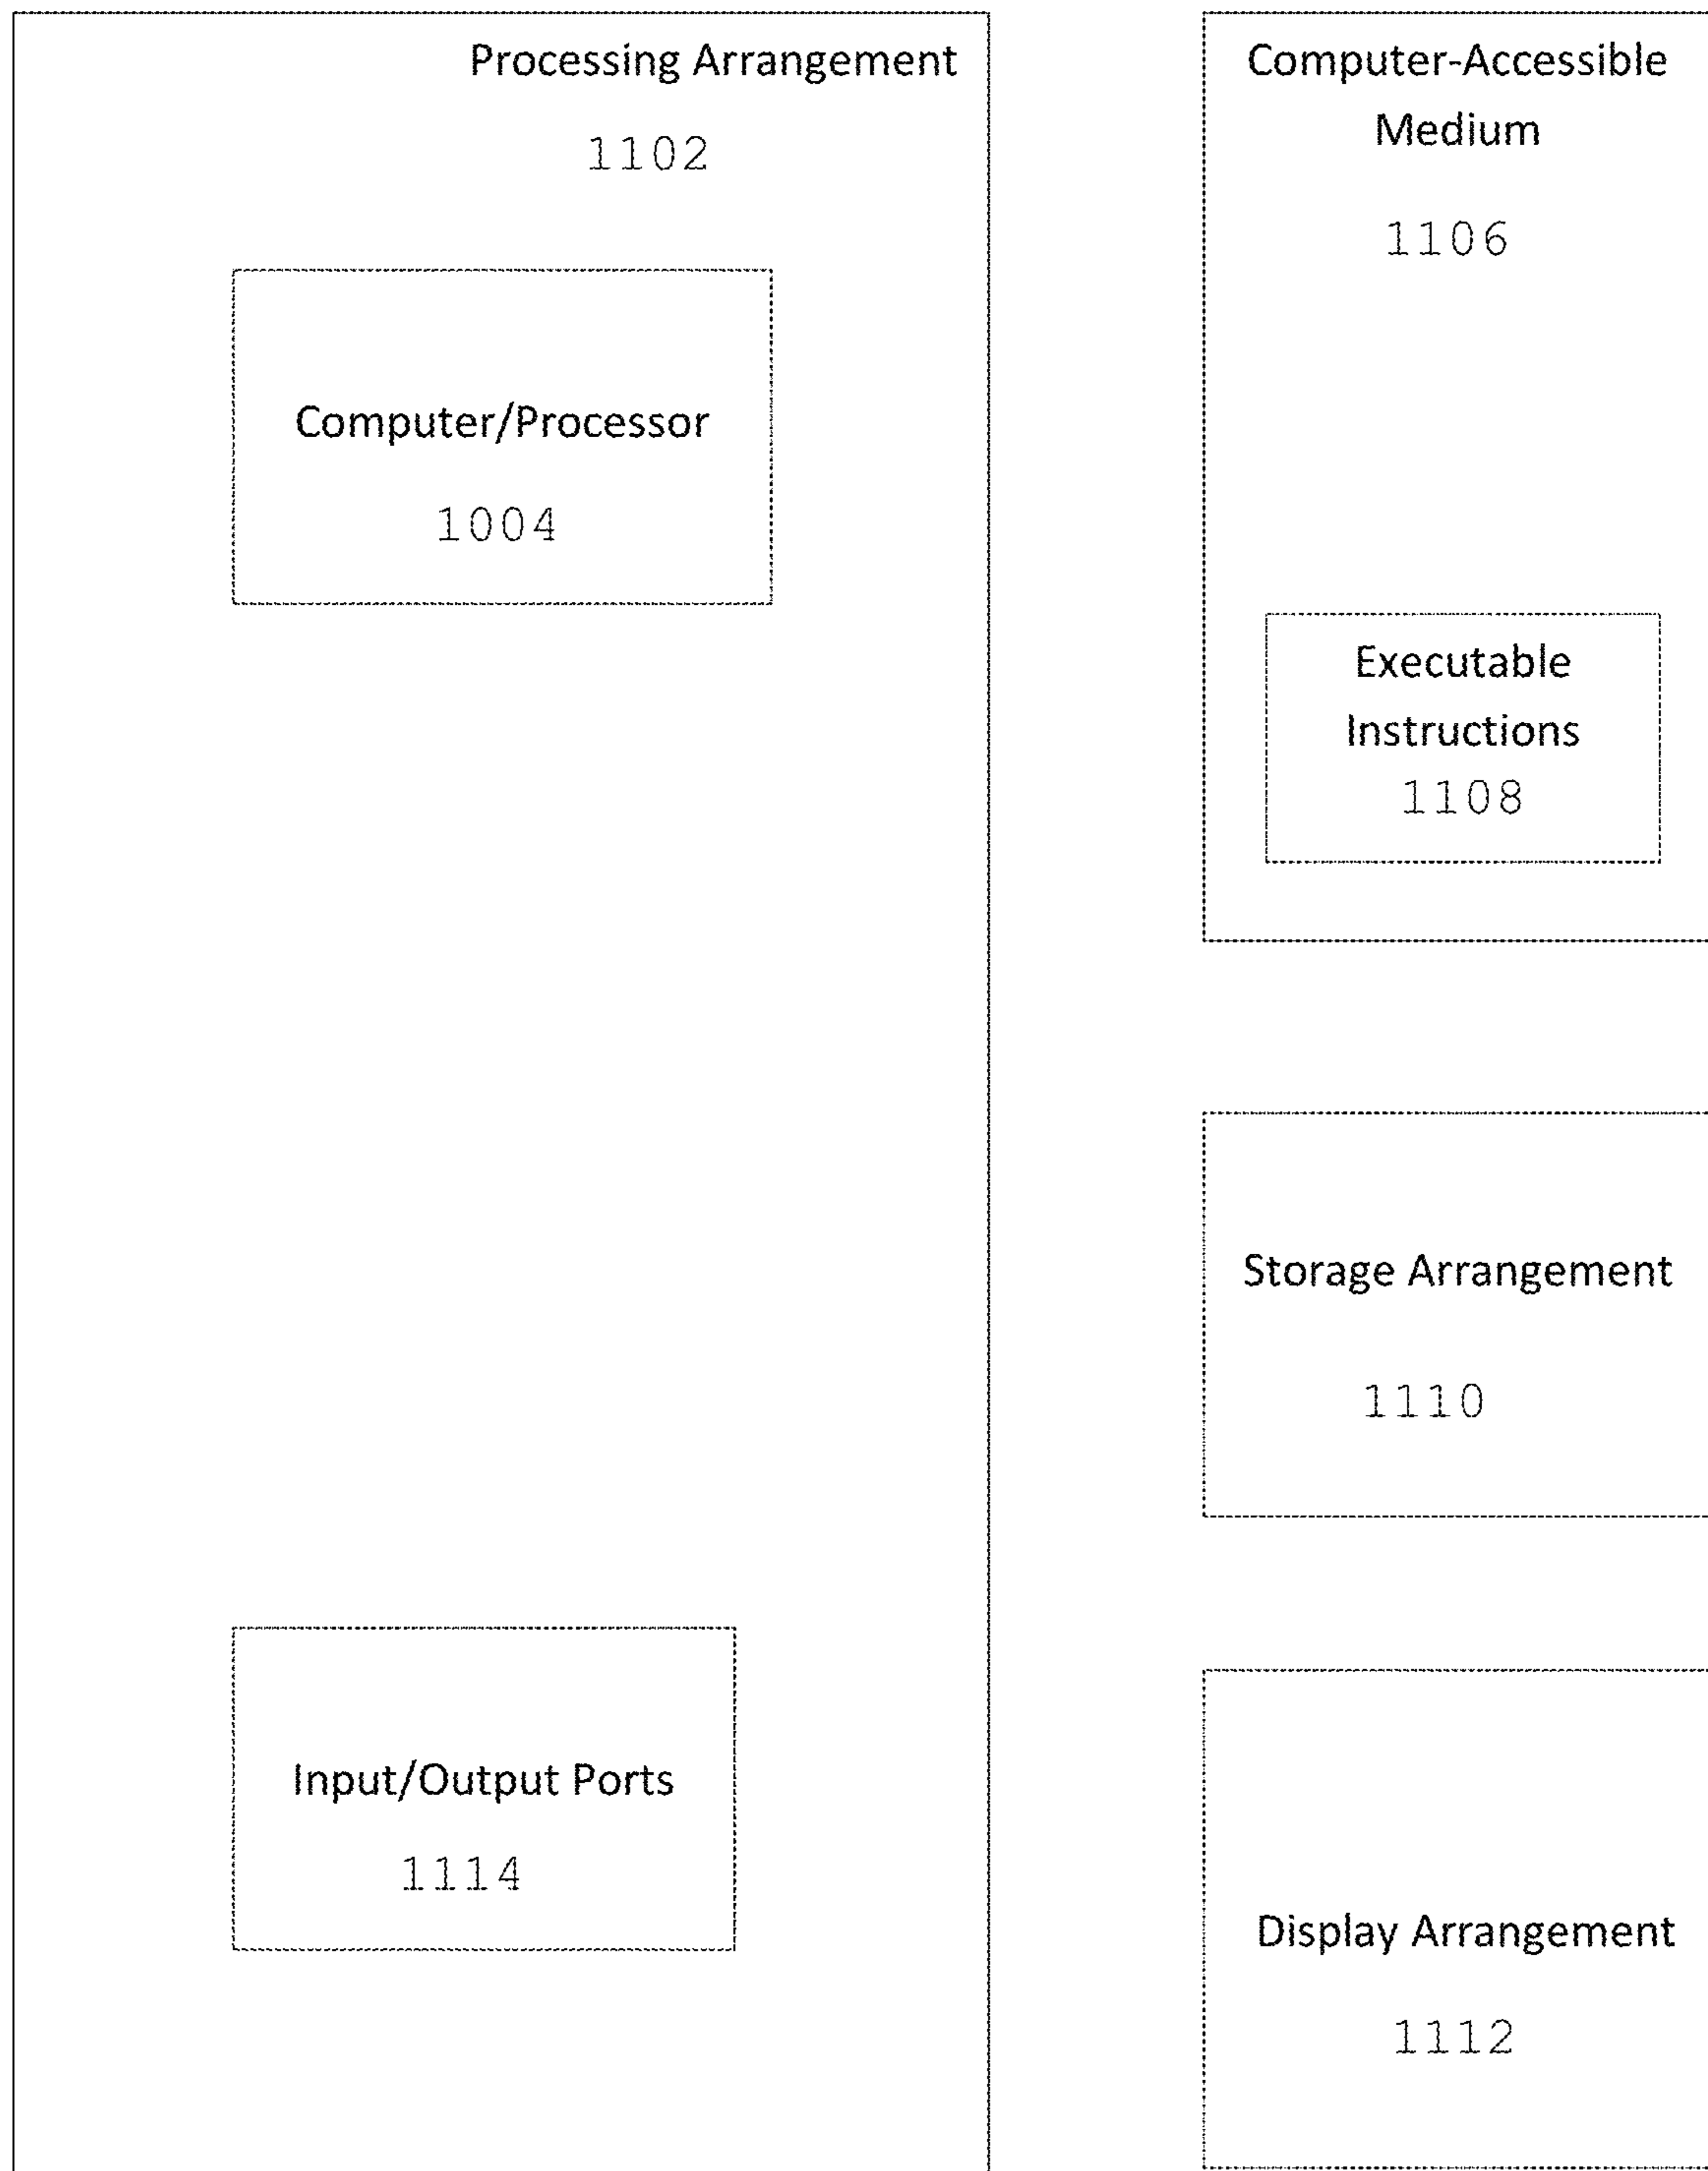 Processing Arrangement
1102
Computer/Processor
1004
Input/Output Ports
1114
Computer-Accessible
Medium
1106
Executable
Instructions
1108
Storage Arrangement
1110
Display Arrangement
1112